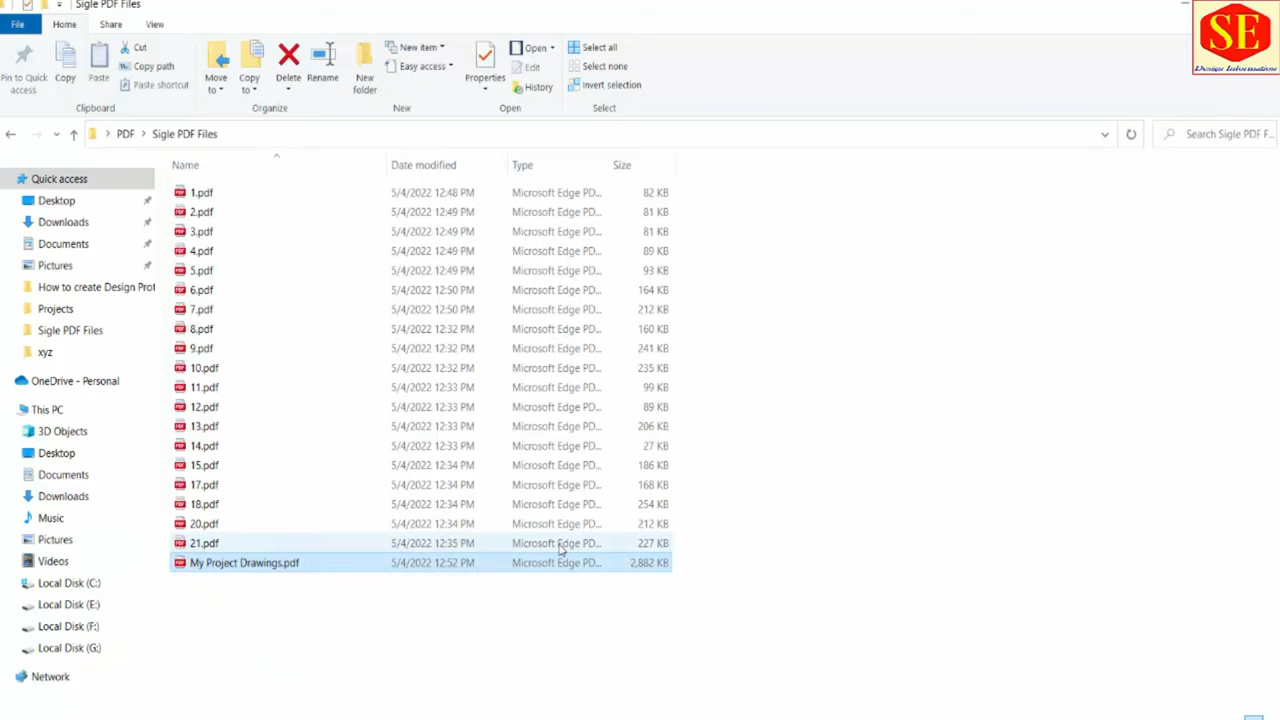 Sigle PDF Files
File Home Share View
Pin to Quick access
Copy
Paste
Cut
Copy path
Paste shortcut
Clipboard
Move to
Copy to
Delete
Rename
Organize
New folder
New item
Easy access
New
Properties
Open
Edit
History
Open
Select all
Select none
Invert selection
Select
SE
Design Information
PDF Sigle PDF Files
Search Sigle PDF F...
Name Date modified Type Size
1.pdf 5/4/2022 12:48 PM Microsoft Edge PD... 82 KB
2.pdf 5/4/2022 12:49 PM Microsoft Edge PD... 81 KB
3.pdf 5/4/2022 12:49 PM Microsoft Edge PD... 81 KB
4.pdf 5/4/2022 12:49 PM Microsoft Edge PD... 89 KB
5.pdf 5/4/2022 12:49 PM Microsoft Edge PD... 93 KB
6.pdf 5/4/2022 12:50 PM Microsoft Edge PD... 164 KB
7.pdf 5/4/2022 12:50 PM Microsoft Edge PD... 212 KB
8.pdf 5/4/2022 12:32 PM Microsoft Edge PD... 160 KB
9.pdf 5/4/2022 12:32 PM Microsoft Edge PD... 241 KB
10.pdf 5/4/2022 12:32 PM Microsoft Edge PD... 235 KB
11.pdf 5/4/2022 12:33 PM Microsoft Edge PD... 99 KB
12.pdf 5/4/2022 12:33 PM Microsoft Edge PD... 89 KB
13.pdf 5/4/2022 12:33 PM Microsoft Edge PD... 206 KB
14.pdf 5/4/2022 12:33 PM Microsoft Edge PD... 27 KB
15.pdf 5/4/2022 12:34 PM Microsoft Edge PD... 186 KB
17.pdf 5/4/2022 12:34 PM Microsoft Edge PD... 168 KB
18.pdf 5/4/2022 12:34 PM Microsoft Edge PD... 254 KB
20.pdf 5/4/2022 12:34 PM Microsoft Edge PD... 212 KB
21.pdf 5/4/2022 12:35 PM Microsoft Edge PD... 227 KB
My Project Drawings.pdf 5/4/2022 12:52 PM Microsoft Edge PD... 2,882 KB
Quick access
Desktop
Downloads
Documents
Pictures
How to create Design Prot
Projects
Sigle PDF Files
xyz
OneDrive - Personal
This PC
3D Objects
Desktop
Documents
Downloads
Music
Pictures
Videos
Local Disk (C:)
Local Disk (E:)
Local Disk (F:)
Local Disk (G:)
Network